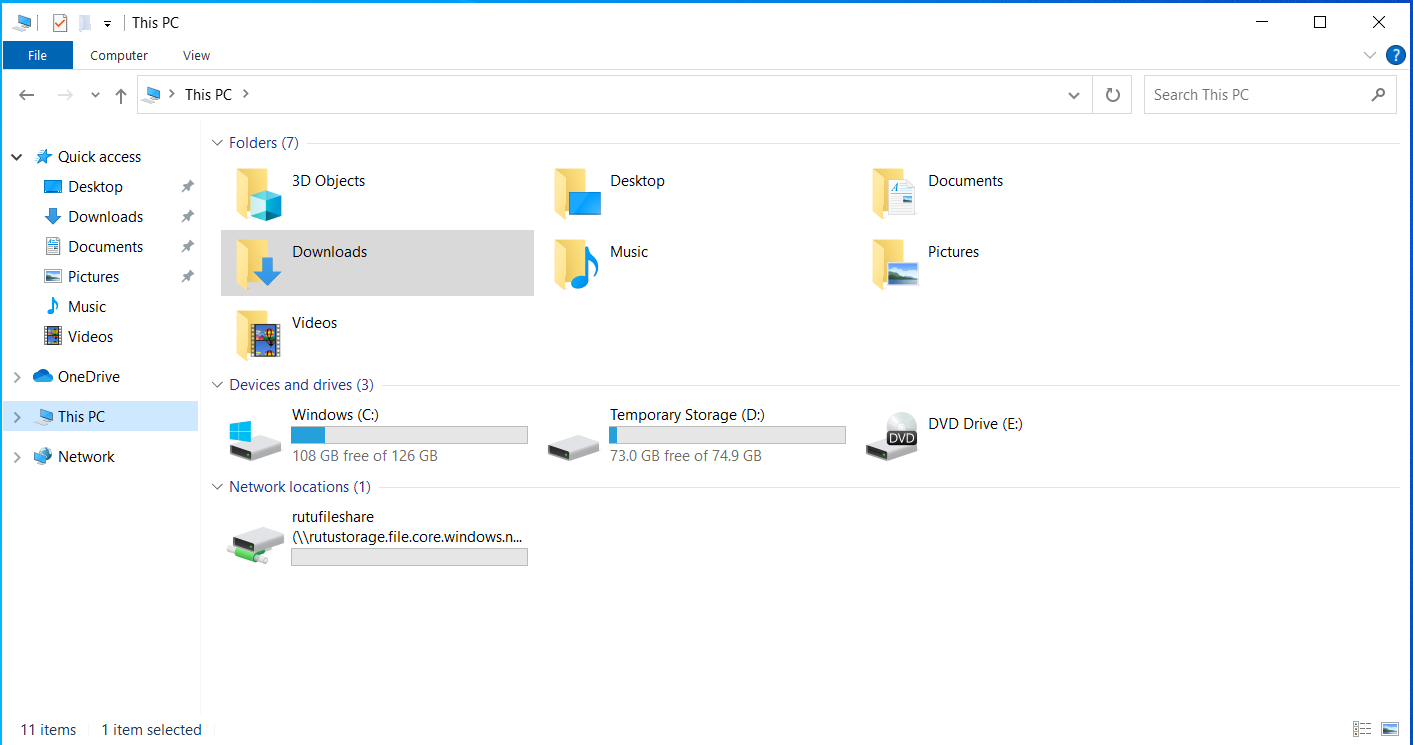 This PC
File
Computer
View
?
This PC
Search This PC
Quick access
Desktop
Downloads
Documents
Pictures
Music
Videos
OneDrive
This PC
Network
Folders (7)
3D Objects
Desktop
Documents
Downloads
Music
Pictures
Videos
Devices and drives (3)
Windows (C:)
108 GB free of 126 GB
Temporary Storage (D:)
73.0 GB free of 74.9 GB
DVD
DVD Drive (E:)
Network locations (1)
rutufileshare
(\\rutustorage.file.core.windows.n...
11 items
1 item selected